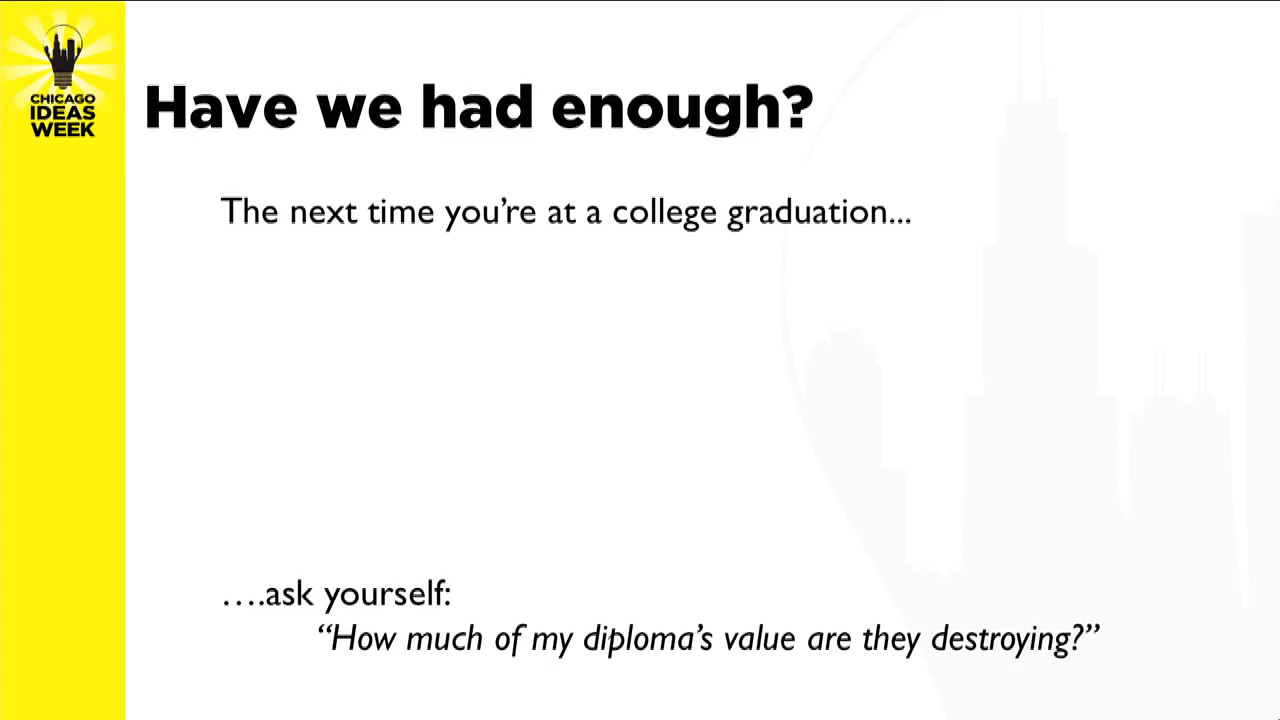 CHICAGO
IDEAS
WEEK
Have we had enough?
The next time you’re at a college graduation...
….ask yourself:
“How much of my diploma’s value are they destroying?”